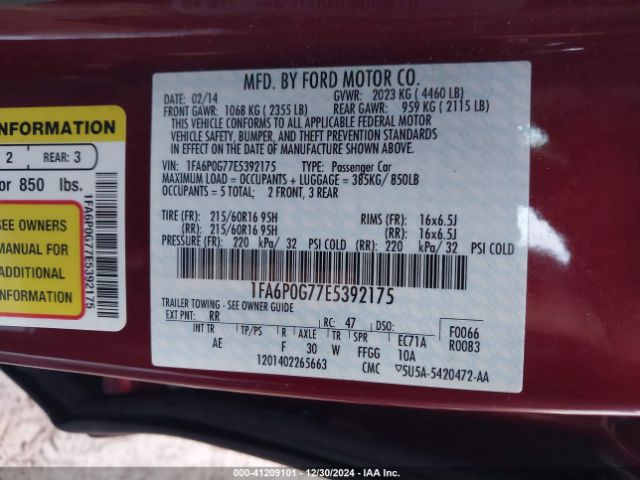 MFD. BY FORD MOTOR CO.
DATE: 02/14 GVWR: 2023 KG ( 4460 LB)
FRONT GAWR: 1068 KG ( 2355 LB) REAR GAWR: 959 KG ( 2115 LB)
THIS VEHICLE CONFORMS TO ALL APPLICABLE FEDERAL MOTOR
VEHICLE SAFETY, BUMPER, AND THEFT PREVENTION STANDARDS
IN EFFECT ON THE DATE OF MANUFACTURE SHOWN ABOVE.
VIN: 1FA6P0G77E5392175 TYPE: Passenger Car
MAXIMUM LOAD = OCCUPANTS + LUGGAGE = 385KG/ 850LB
OCCUPANTS = 5 TOTAL; 2 FRONT, 3 REAR
TIRE (FR): 215/60R16 95H RIMS (FR): 16x6.5J
(RR): 215/60R16 95H (RR): 16x6.5J
PRESSURE (FR): 220 kPa/ 32 PSI COLD (RR): 220 kPa/ 32 PSI COLD
1FA6P0G77E5392175
TRAILER TOWING - SEE OWNER GUIDE
EXT PNT: RR RC: 47 DSO: F0066
INT TR TP/PS R AXLE TR SPR EC71A R0083
AE F 30 W FFGG 10A
1201402265663 CMC 5U5A-5420472-AA
INFORMATION
2 REAR: 3
or 850 lbs.
SEE OWNERS
MANUAL FOR
ADDITIONAL
INFORMATION
1FA6P0G77E5392175
000-41209101 - 12/30/2024 - IAA Inc.